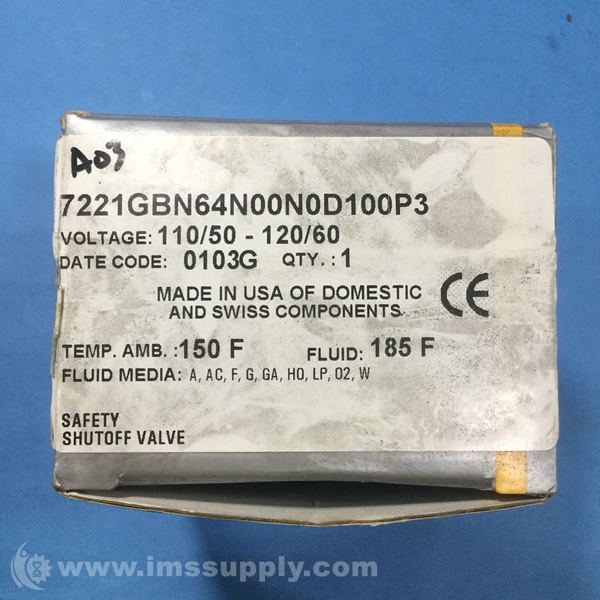 A03
7221GBN64N00N0D100P3
VOLTAGE: 110/50 - 120/60
DATE CODE: 0103G QTY. : 1
MADE IN USA OF DOMESTIC
AND SWISS COMPONENTS
CE
TEMP. AMB. : 150 F FLUID: 185 F
FLUID MEDIA: A, AC, F, G, GA, HO, LP, O2, W
SAFETY
SHUTOFF VALVE
© www.imssupply.com